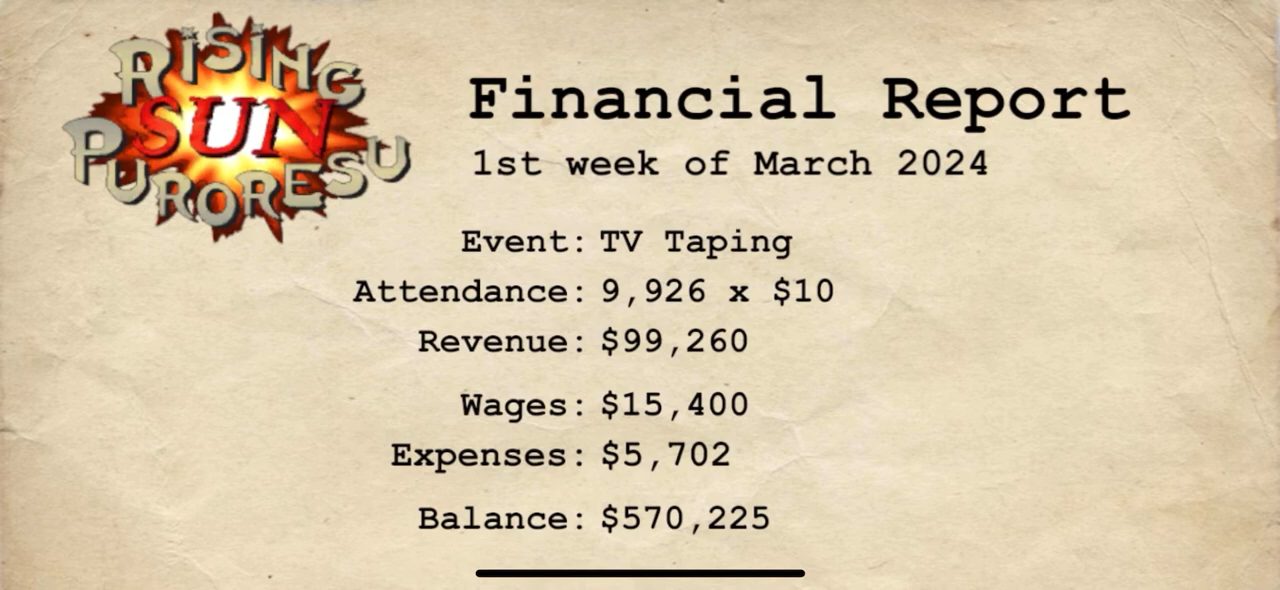 RISING
SUN
PURORESU
Financial Report
1st week of March 2024
Event: TV Taping
Attendance: 9,926 x $10
Revenue: $99,260
Wages: $15,400
Expenses: $5,702
Balance: $570,225